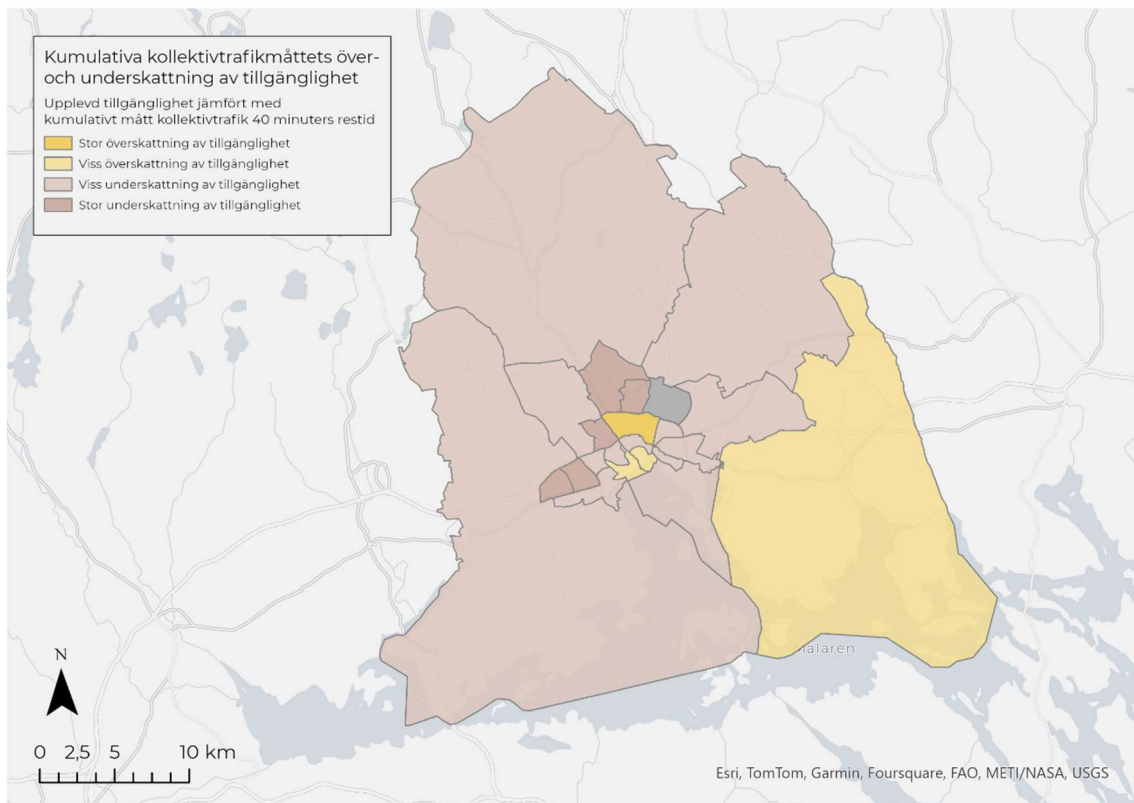 Kumulativa kollektivtrafikmåttets över-
och underskattning av tillgänglighet
Upplevd tillgänglighet jämfört med
kumulativt mått kollektivtrafik 40 minuters restid
Stor överskattning av tillgänglighet
Viss överskattning av tillgänglighet
Viss underskattning av tillgänglighet
Stor underskattning av tillgänglighet
Mälaren
N
0 2,5 5 10 km
Esri, TomTom, Garmin, Foursquare, FAO, METI/NASA, USGS